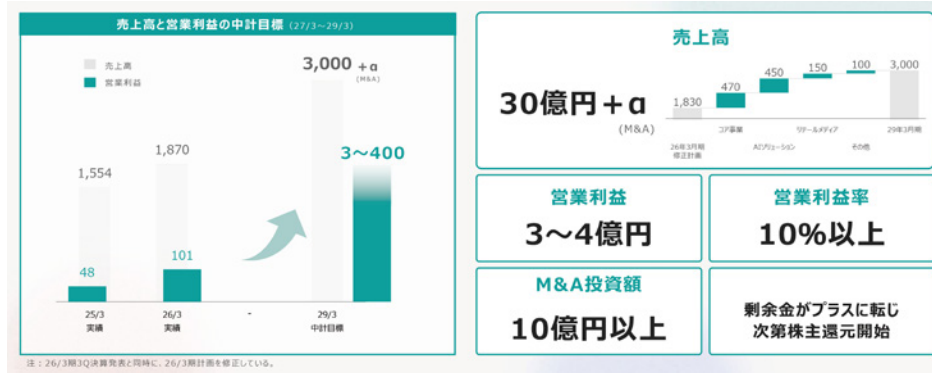 売上高と営業利益の中計目標 (27/3~29/3)
売上高
営業利益
3,000 +α
(M&A)
3~400
1,870
1,554
101
48
25/3
実績
26/3
実績
-
29/3
中計目標
注:26/3期3Q決算発表と同時に、26/3期計画を修正している。
売上高
30億円+α
(M&A)
1,830
470
450
150
100
3,000
コア事業
リテールメディア
29年3月期
26年3月期
修正計画
AIソリューション
その他
営業利益
3~4億円
営業利益率
10%以上
M&A投資額
10億円以上
剰余金がプラスに転じ
次第株主還元開始